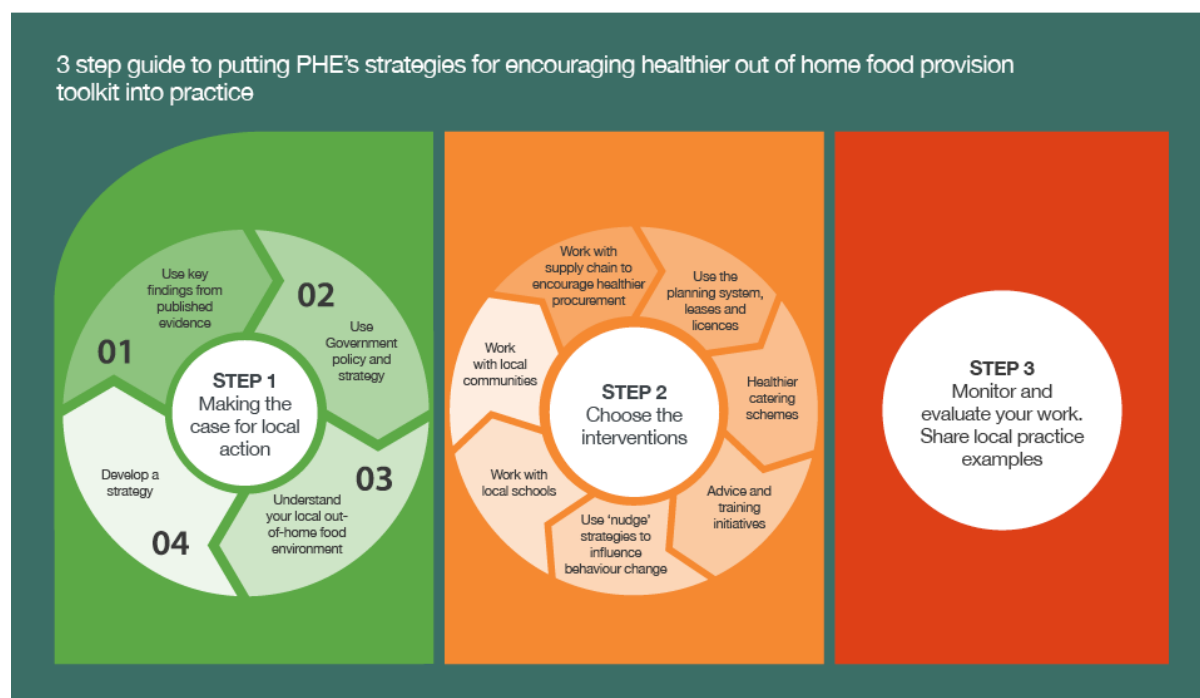 3 step guide to putting PHE's strategies for encouraging healthier out of home food provision
toolkit into practice
01
Use key
findings from
published
evidence
02
Use
Government
policy and
strategy
03
Understand
your local out-
of-home food
environment
04
Develop a
strategy
STEP 1
Making the
case for local
action
Work with
supply chain to
encourage healthier
procurement
Use the
planning system,
leases and
licences
Healthier
catering
schemes
Advice and
training
initiatives
Use ‘nudge’
strategies to
influence
behaviour change
Work with
local schools
Work
with local
communities
STEP 2
Choose the
interventions
STEP 3
Monitor and
evaluate your work.
Share local practice
examples